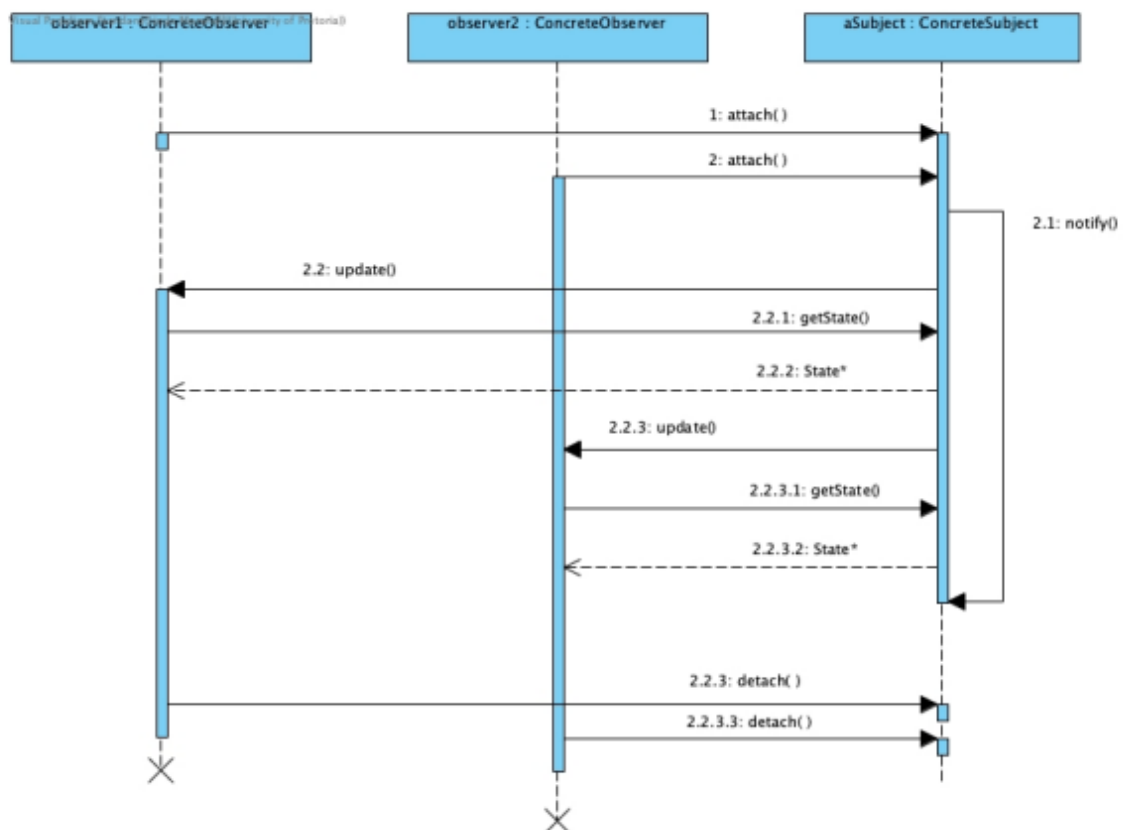 observer1 : ConcreteObserver
observer2 : ConcreteObserver
aSubject : ConcreteSubject
1: attach( )
2: attach( )
2.1: notify()
2.2: update()
2.2.1: getState()
2.2.2: State*
2.2.3: update()
2.2.3.1: getState()
2.2.3.2: State*
2.2.3: detach( )
2.2.3.3: detach( )